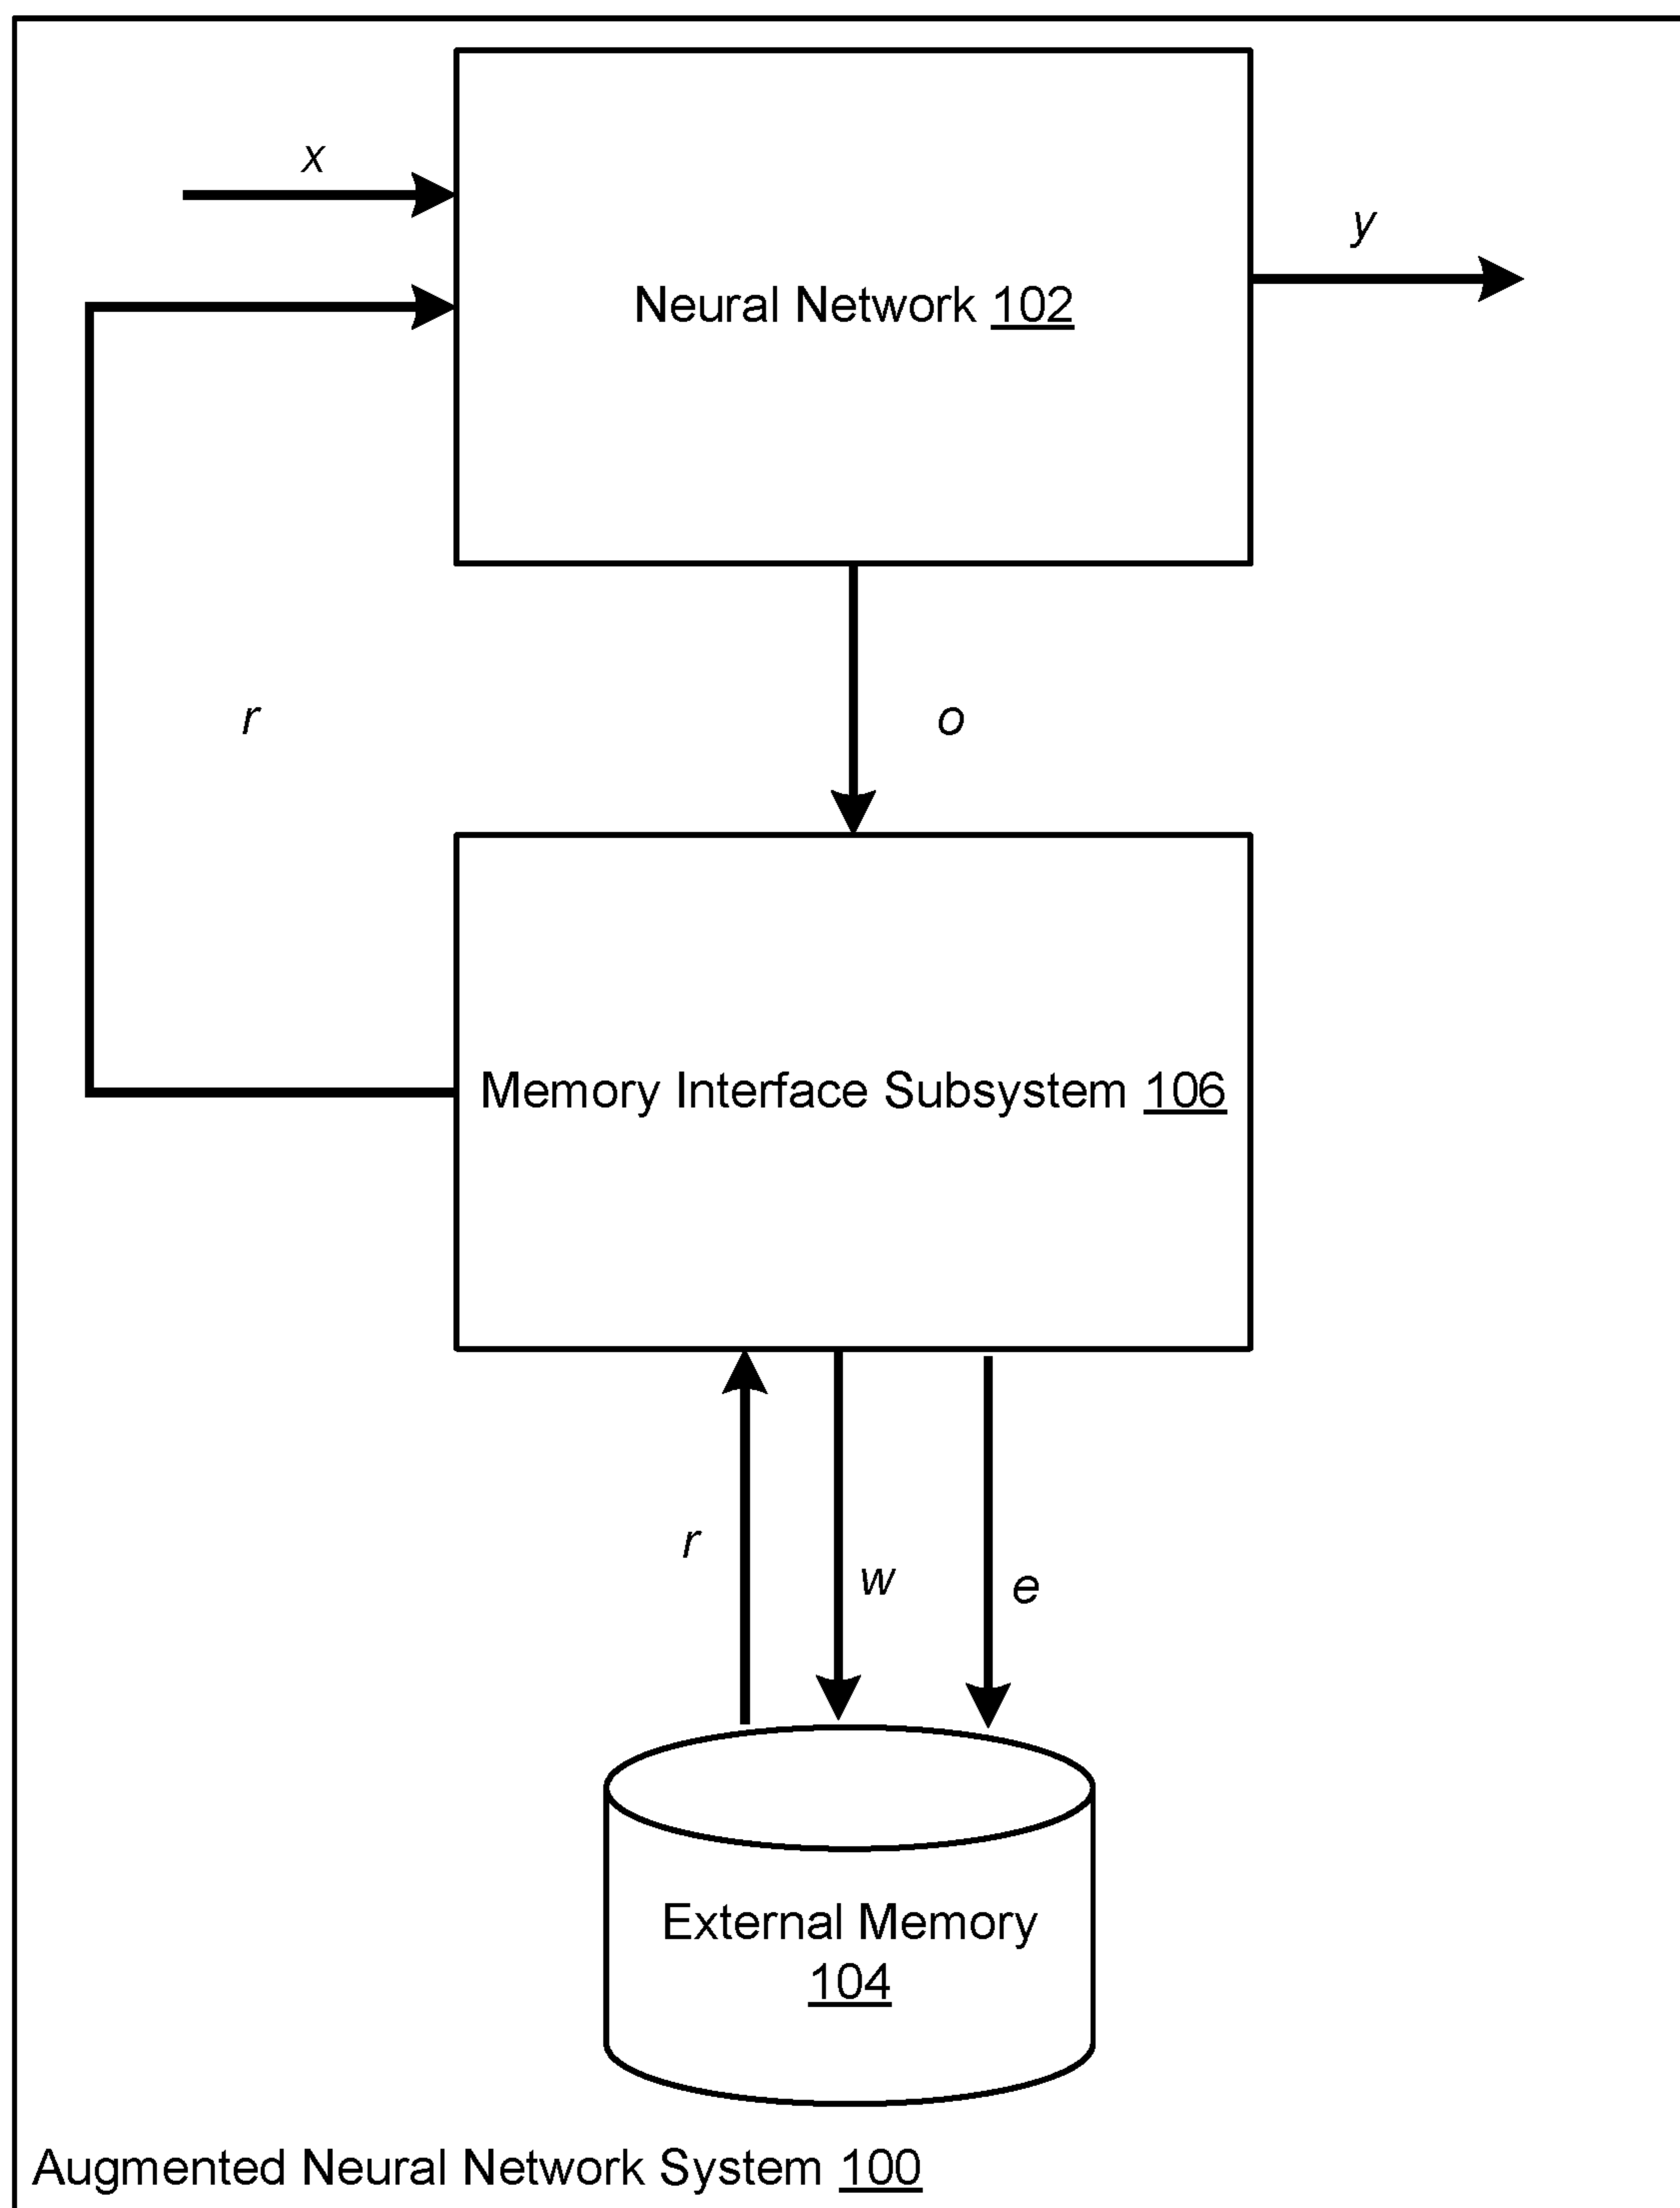 x
y
Neural Network 102
r
o
Memory Interface Subsystem 106
r
w
e
External Memory
104
Augmented Neural Network System 100